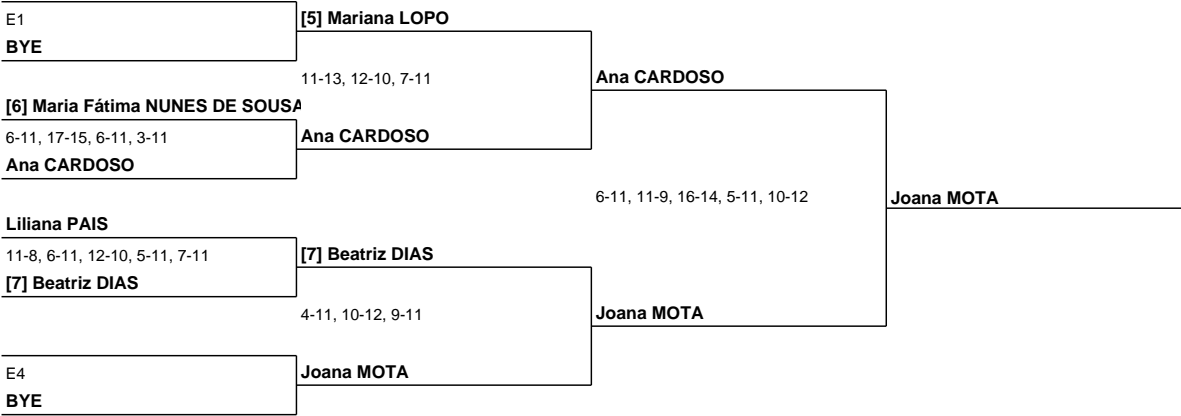 E1
BYE
[5] Mariana LOPO
11-13, 12-10, 7-11
Ana CARDOSO
[6] Maria Fátima NUNES DE SOUSA
6-11, 17-15, 6-11, 3-11
Ana CARDOSO
Ana CARDOSO
6-11, 11-9, 16-14, 5-11, 10-12
Joana MOTA
Liliana PAIS
11-8, 6-11, 12-10, 5-11, 7-11
[7] Beatriz DIAS
[7] Beatriz DIAS
4-11, 10-12, 9-11
Joana MOTA
E4
BYE
Joana MOTA